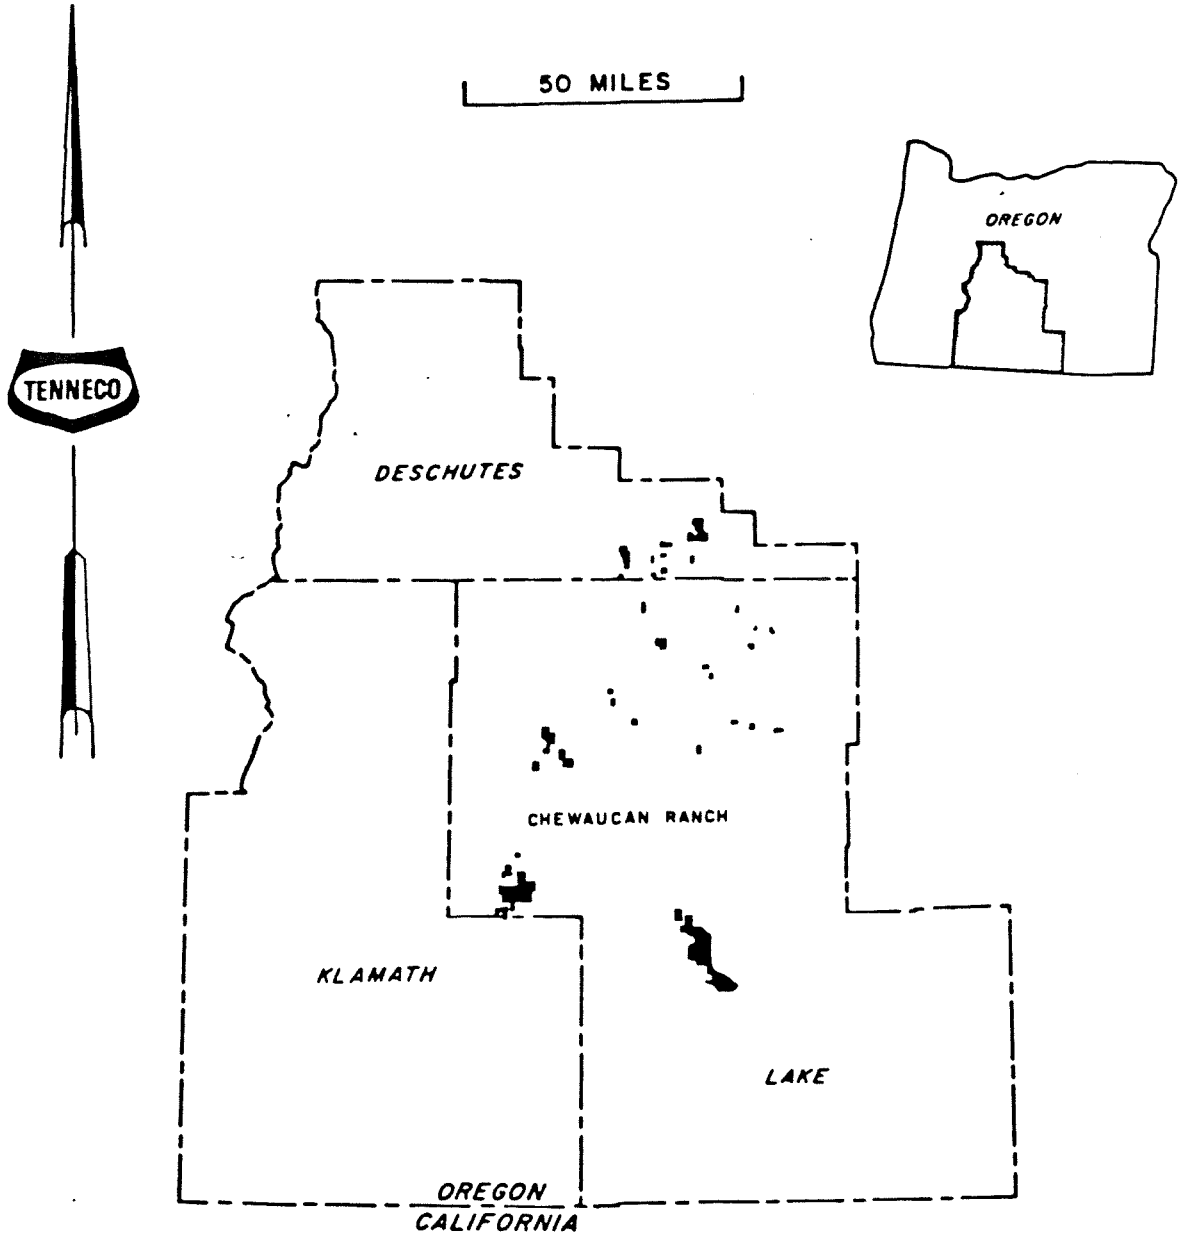 50 MILES
OREGON
TENNECO
DESCHUTES
CHEWAUCAN RANCH
KLAMATH
LAKE
OREGON
CALIFORNIA